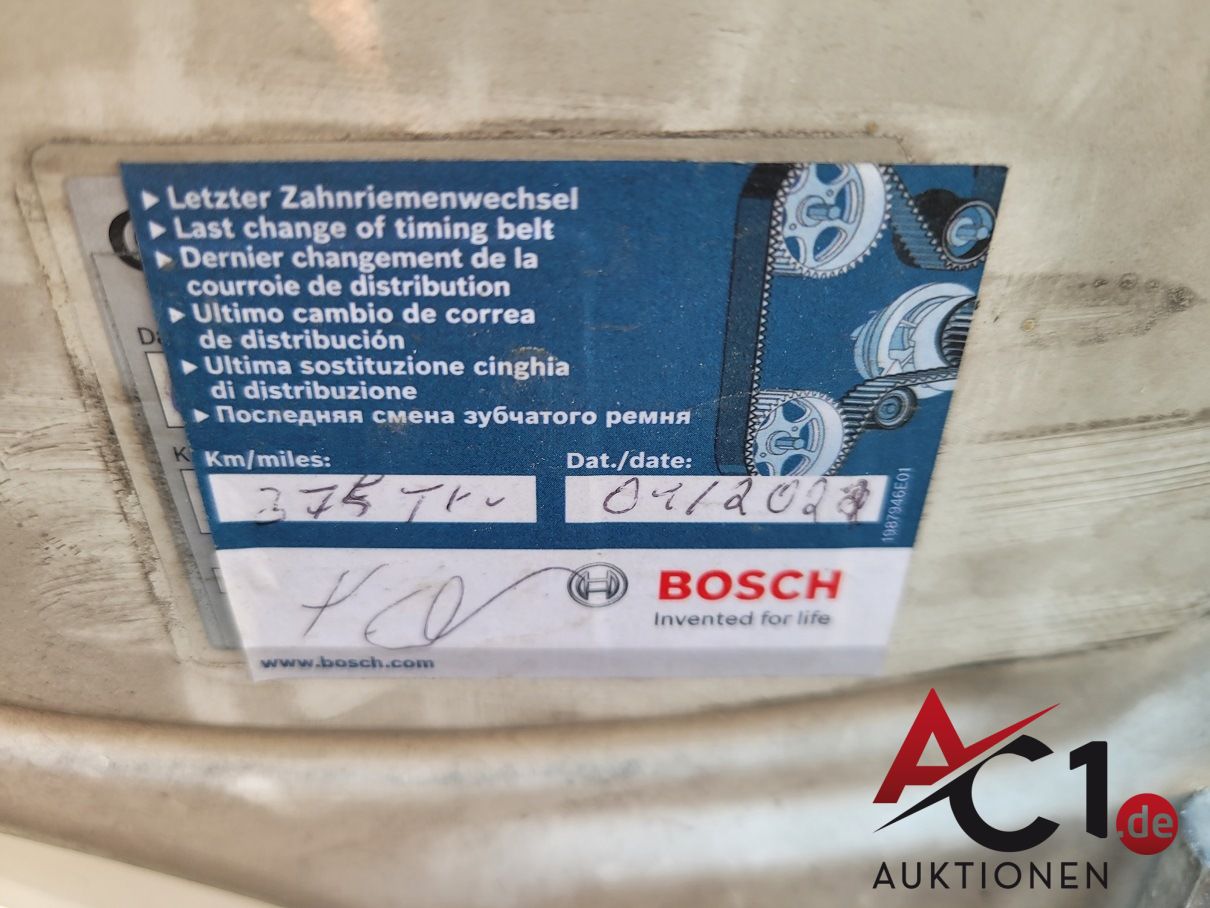 ▸ Letzter Zahnriemenwechsel
▸ Last change of timing belt
▸ Dernier changement de la
courroie de distribution
▸ Ultimo cambio de correa
de distribución
▸ Ultima sostituzione cinghia
di distribuzione
▸ Последняя смена зубчатого ремня
Km/miles: Dat./date:
375
1987946E01
BOSCH
Invented for life
www.bosch.com
AC1.de
AUKTIONEN